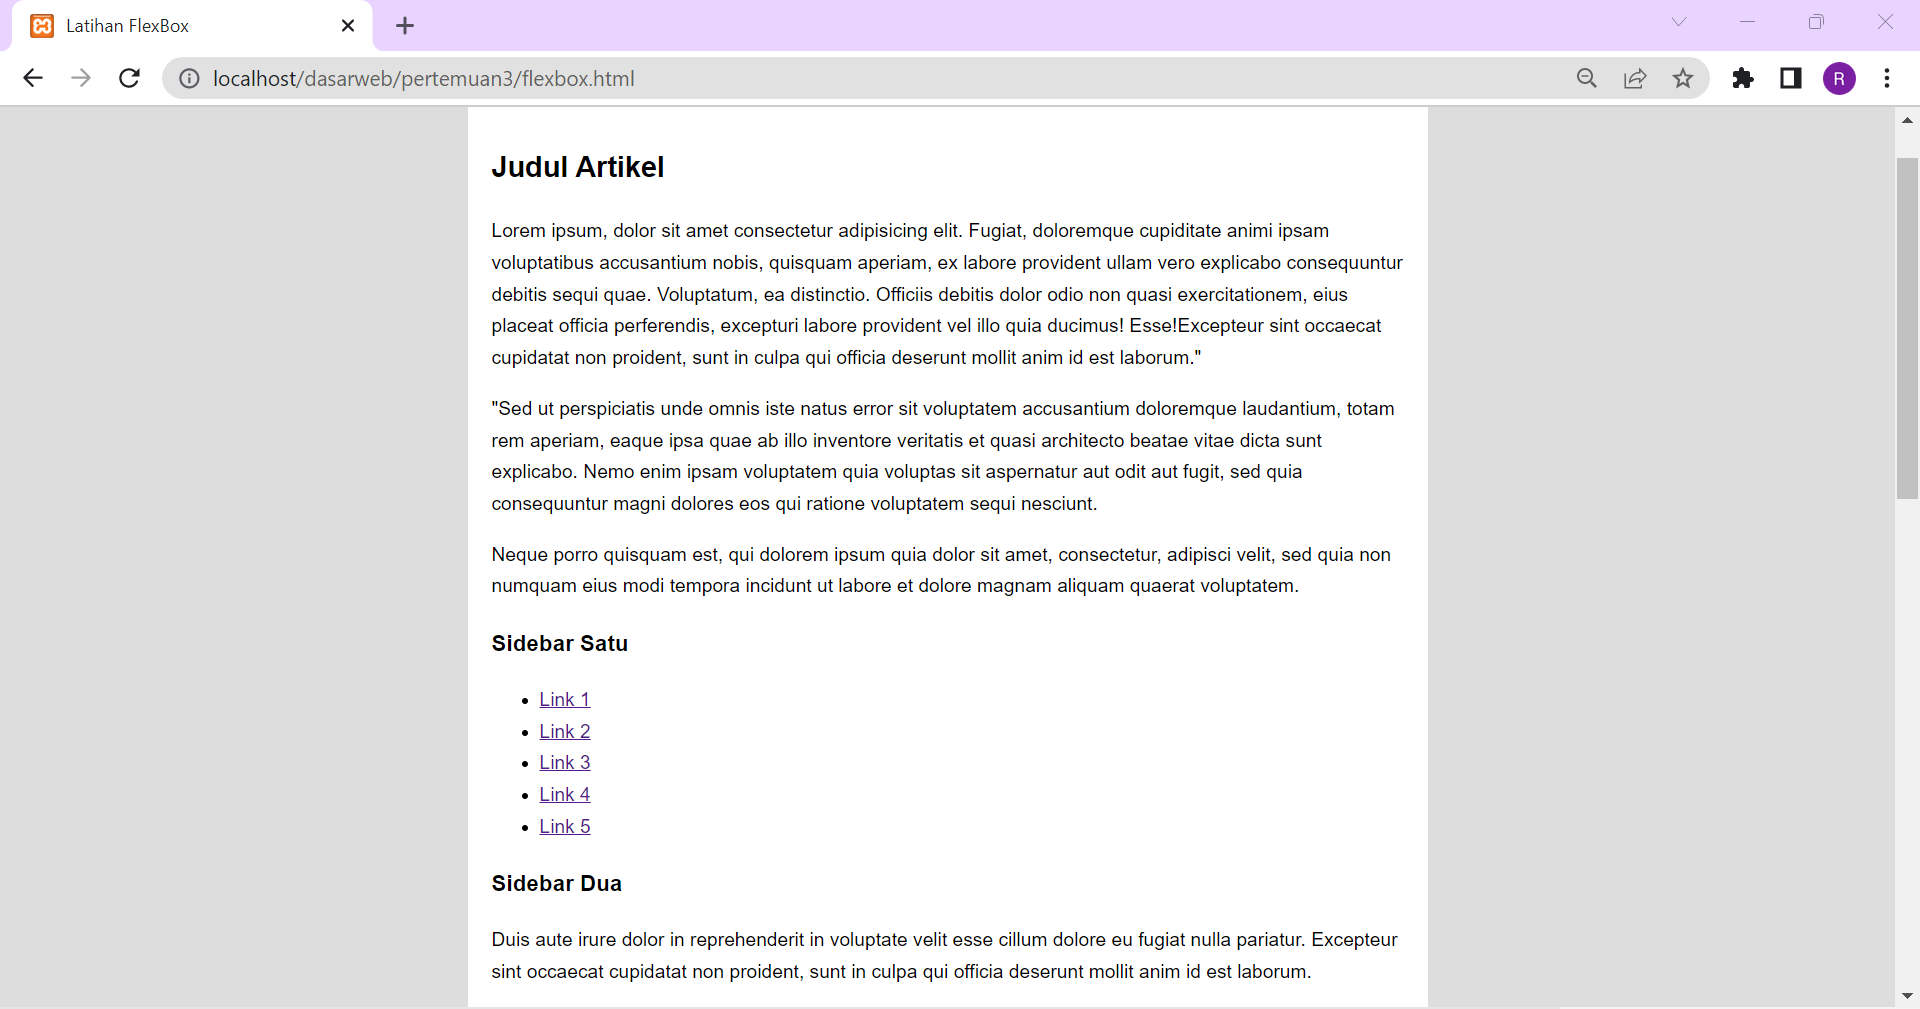 Latihan FlexBox
localhost/dasarweb/pertemuan3/flexbox.html
R
Judul Artikel
Lorem ipsum, dolor sit amet consectetur adipisicing elit. Fugiat, doloremque cupiditate animi ipsam
voluptatibus accusantium nobis, quisquam aperiam, ex labore provident ullam vero explicabo consequuntur
debitis sequi quae. Voluptatum, ea distinctio. Officiis debitis dolor odio non quasi exercitationem, eius
placeat officia perferendis, excepturi labore provident vel illo quia ducimus! Esse!Excepteur sint occaecat
cupidatat non proident, sunt in culpa qui officia deserunt mollit anim id est laborum."
"Sed ut perspiciatis unde omnis iste natus error sit voluptatem accusantium doloremque laudantium, totam
rem aperiam, eaque ipsa quae ab illo inventore veritatis et quasi architecto beatae vitae dicta sunt
explicabo. Nemo enim ipsam voluptatem quia voluptas sit aspernatur aut odit aut fugit, sed quia
consequuntur magni dolores eos qui ratione voluptatem sequi nesciunt.
Neque porro quisquam est, qui dolorem ipsum quia dolor sit amet, consectetur, adipisci velit, sed quia non
numquam eius modi tempora incidunt ut labore et dolore magnam aliquam quaerat voluptatem.
Sidebar Satu
• Link 1
• Link 2
• Link 3
• Link 4
• Link 5
Sidebar Dua
Duis aute irure dolor in reprehenderit in voluptate velit esse cillum dolore eu fugiat nulla pariatur. Excepteur
sint occaecat cupidatat non proident, sunt in culpa qui officia deserunt mollit anim id est laborum.